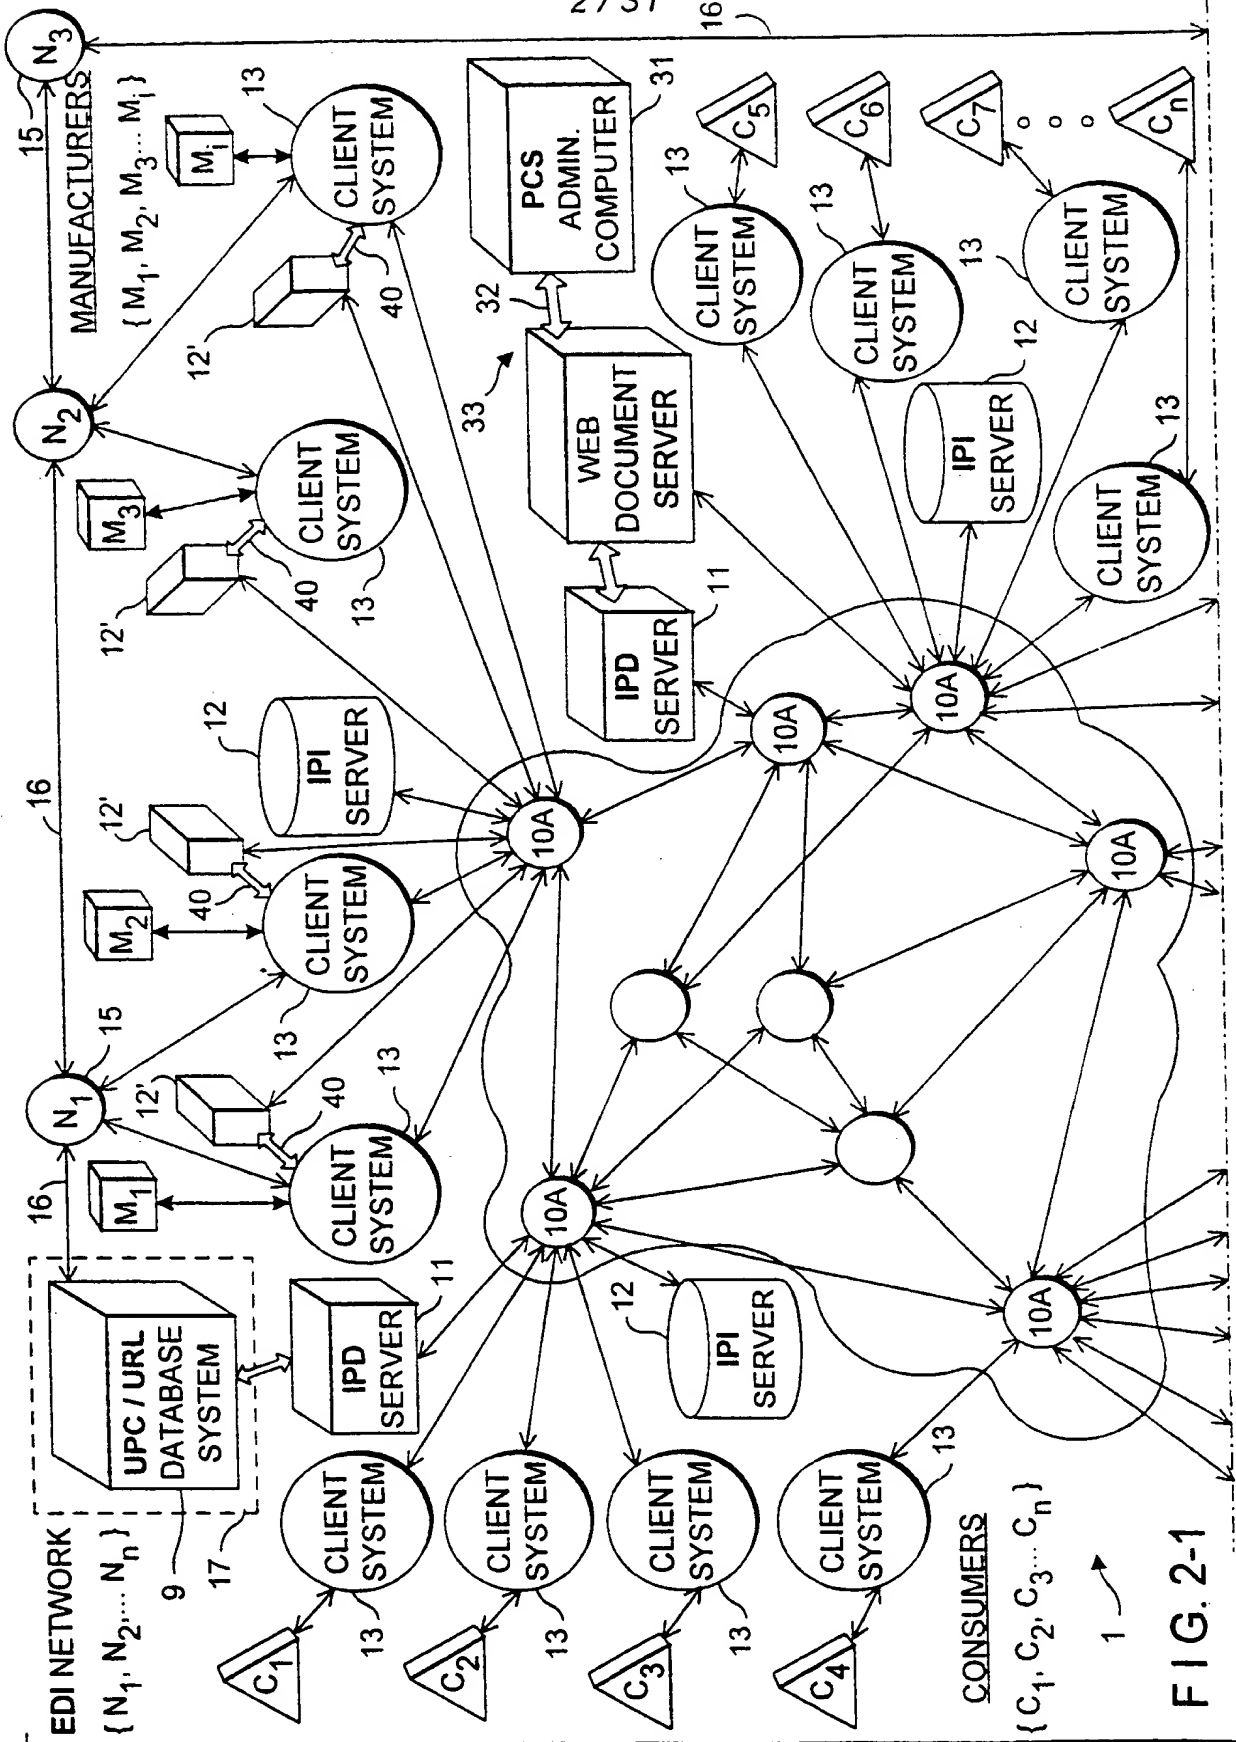 2/31
EDI NETWORK
{ N1, N2,... Nn }
9
17
UPC / URL
DATABASE
SYSTEM
16
N1
15
16
N2
15
N3
16
MANUFACTURERS
{ M1, M2, M3... Mi }
M1
12'
40
CLIENT
SYSTEM
13
M2
12'
40
CLIENT
SYSTEM
13
12
IPI
SERVER
M3
12'
40
CLIENT
SYSTEM
13
Mi
13
12'
40
CLIENT
SYSTEM
IPD
SERVER
11
C1
CLIENT
SYSTEM
13
C2
CLIENT
SYSTEM
13
C3
CLIENT
SYSTEM
13
C4
CLIENT
SYSTEM
13
12
IPI
SERVER
10A
10A
10A
10A
10A
10A
IPD
SERVER
11
33
WEB
DOCUMENT
SERVER
32
PCS
ADMIN.
COMPUTER
31
13
CLIENT
SYSTEM
C5
13
CLIENT
SYSTEM
C6
13
CLIENT
SYSTEM
C7
IPI
SERVER
12
CLIENT
SYSTEM
13
Cn
CONSUMERS
{ C1, C2, C3... Cn }
1
FIG. 2-1